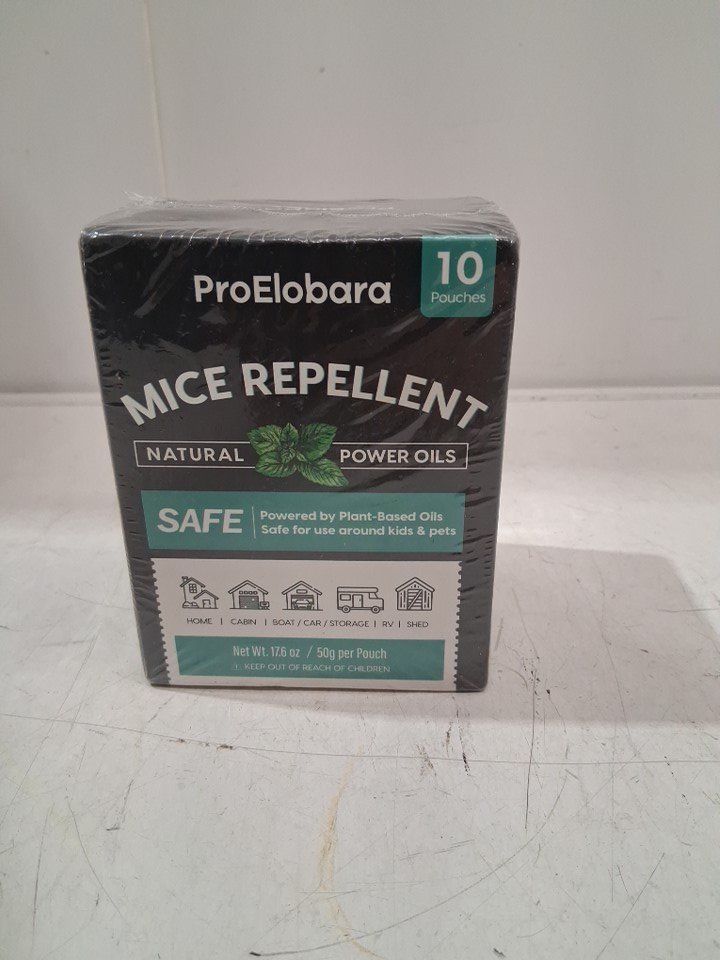 ProElobara
10
Pouches
MICE REPELLENT
NATURAL POWER OILS
SAFE
Powered by Plant-Based Oils
Safe for use around kids & pets
HOME | CABIN | BOAT / CAR / STORAGE | RV | SHED
Net Wt. 17.6 oz / 50g per Pouch
KEEP OUT OF REACH OF CHILDREN